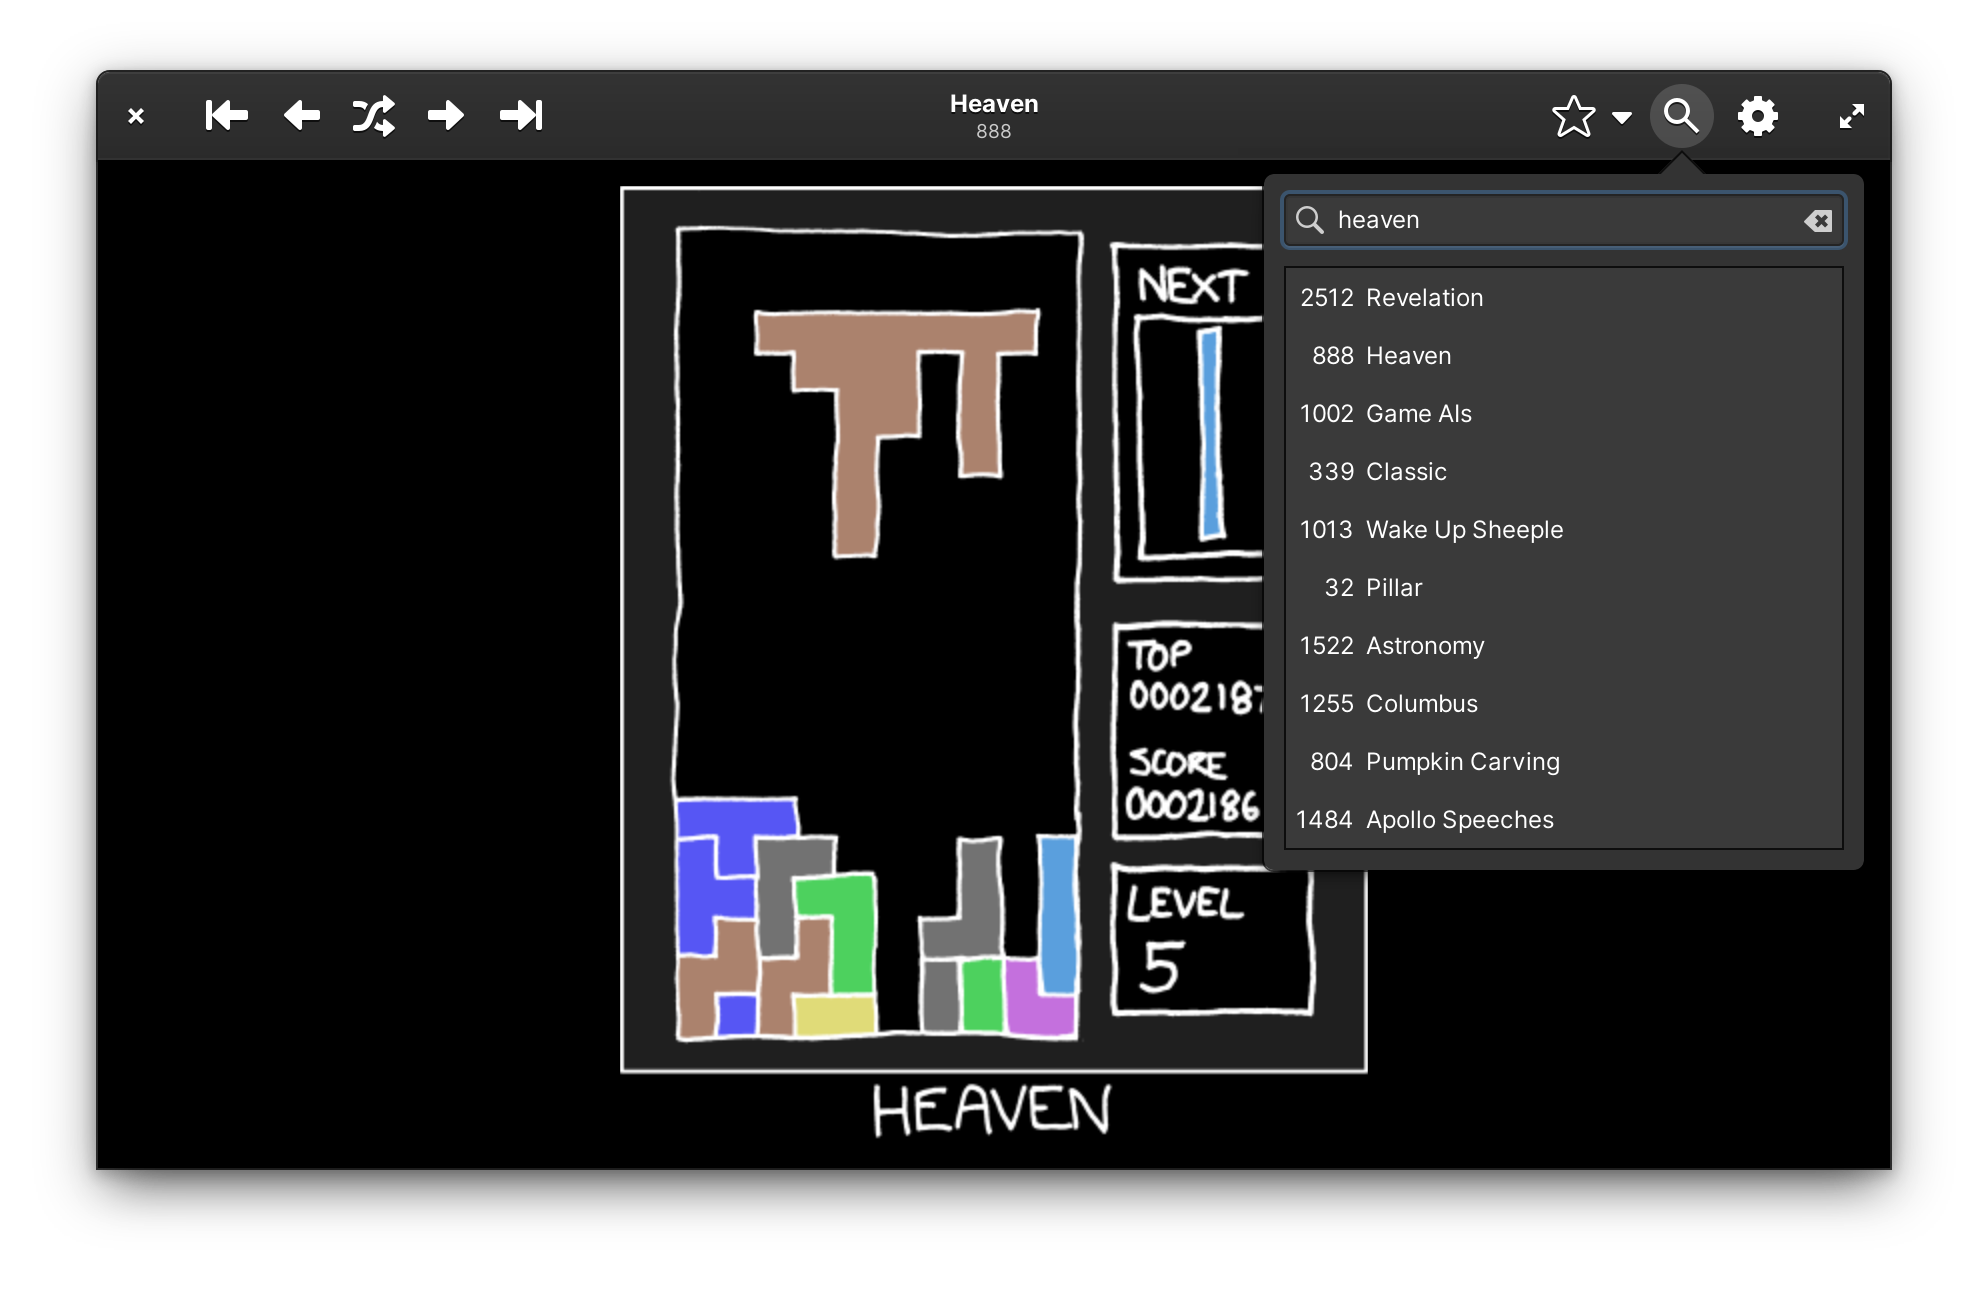 Heaven
888
heaven
2512 Revelation
888 Heaven
1002 Game AIs
339 Classic
1013 Wake Up Sheeple
32 Pillar
1522 Astronomy
1255 Columbus
804 Pumpkin Carving
1484 Apollo Speeches
NEXT
TOP
0002187
SCORE
0002186
LEVEL
5
HEAVEN